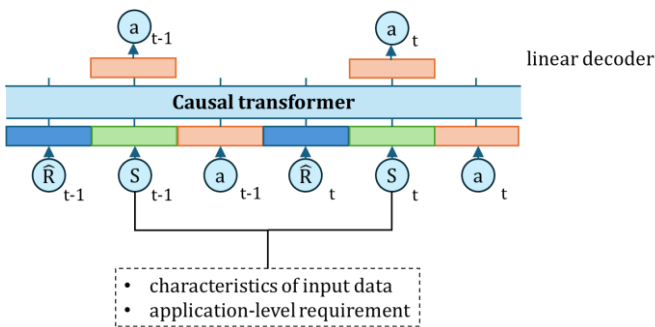 a t-1
a t
linear decoder
Causal transformer
R̂ t-1
S t-1
a t-1
R̂ t
S t
a t
• characteristics of input data
• application-level requirement